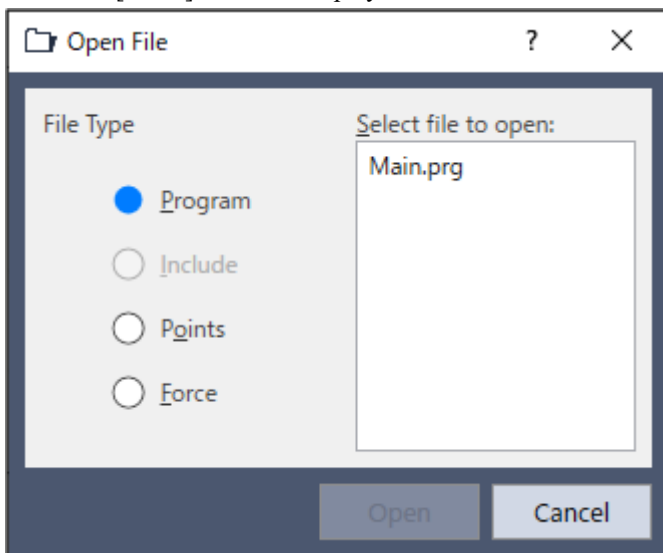 Open File
?
File Type
Select file to open:
Main.prg
Program
Include
Points
Force
Open
Cancel